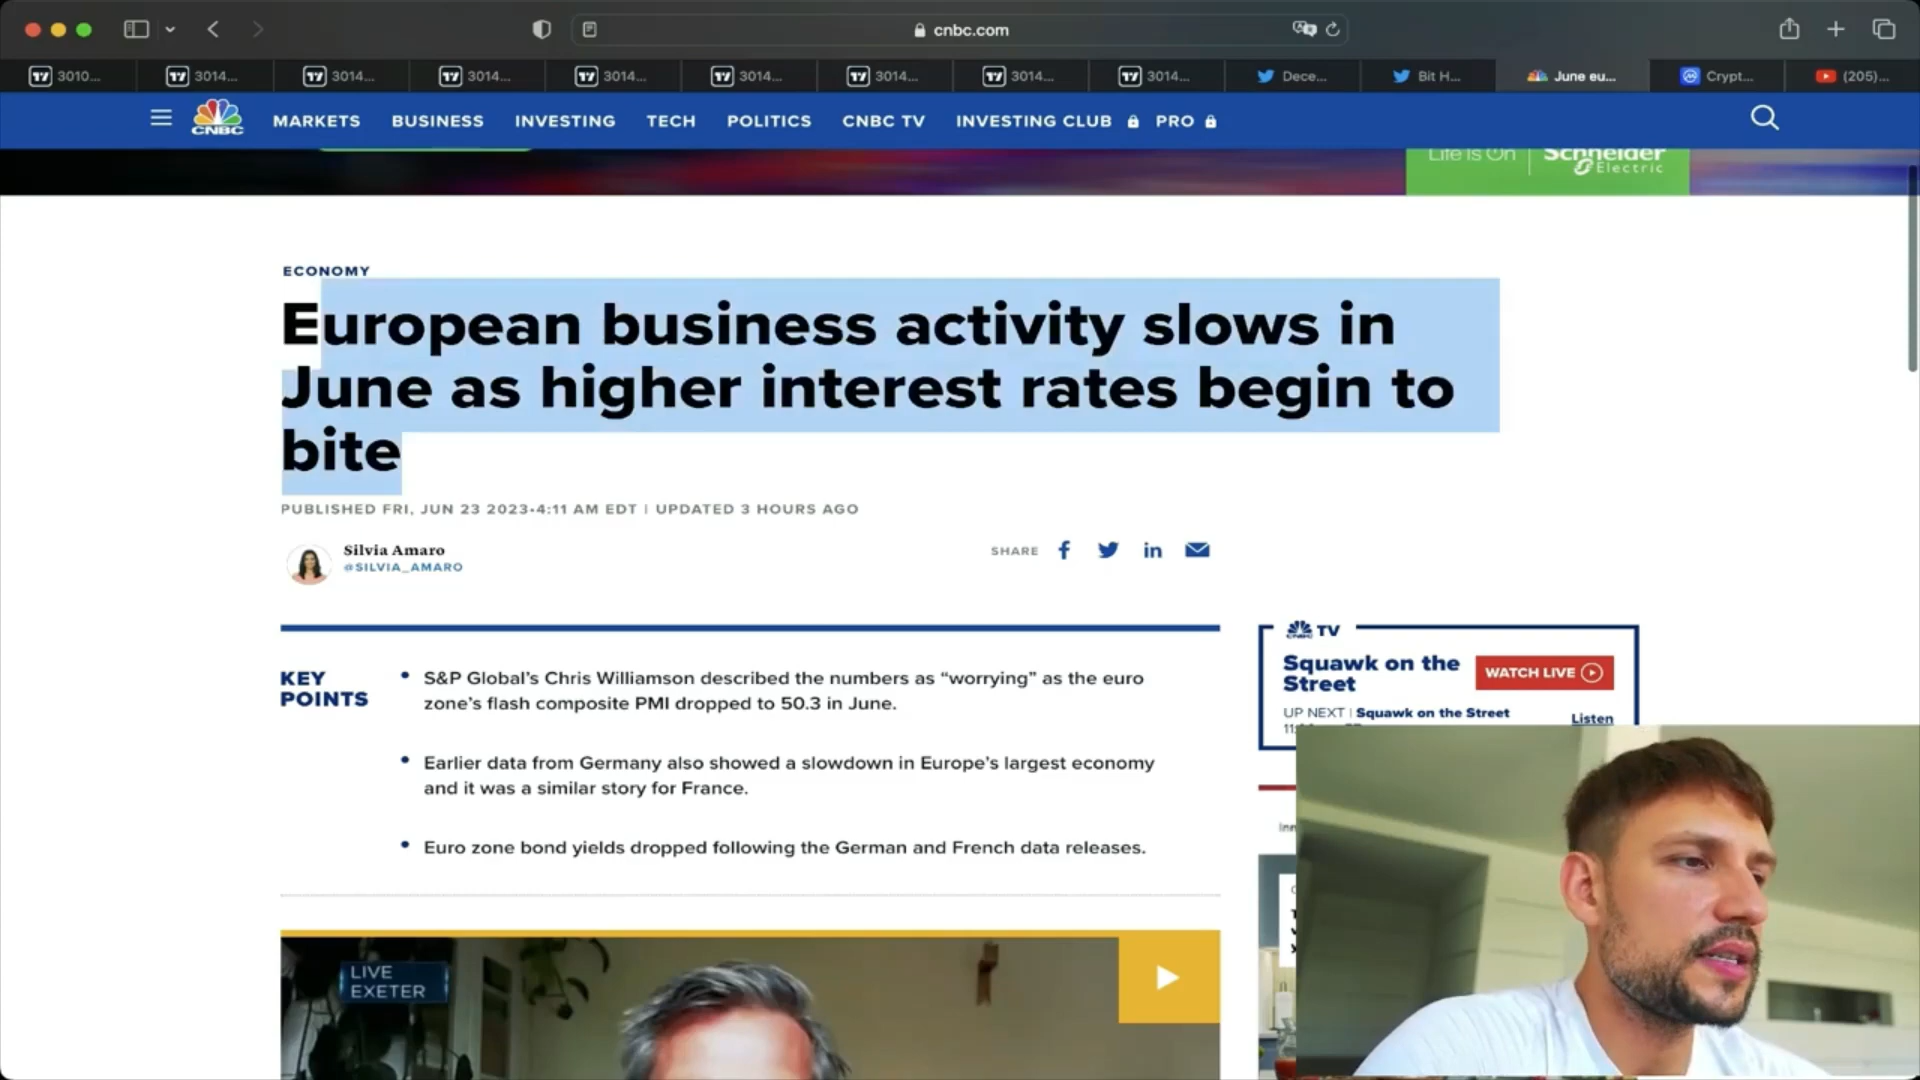 cnbc.com
3010...
3014...
3014...
3014...
3014...
3014...
3014...
3014...
3014...
Dece...
Bit H...
June eu...
Crypt...
(205)...
CNBC
MARKETS
BUSINESS
INVESTING
TECH
POLITICS
CNBC TV
INVESTING CLUB
PRO
Life Is On
Schneider
Electric
ECONOMY
European business activity slows in
June as higher interest rates begin to
bite
PUBLISHED FRI, JUN 23 2023•4:11 AM EDT | UPDATED 3 HOURS AGO
Silvia Amaro
@SILVIA_AMARO
SHARE
KEY
POINTS
• S&P Global’s Chris Williamson described the numbers as “worrying” as the euro
zone’s flash composite PMI dropped to 50.3 in June.
• Earlier data from Germany also showed a slowdown in Europe’s largest economy
and it was a similar story for France.
• Euro zone bond yields dropped following the German and French data releases.
CNBC TV
Squawk on the
Street
WATCH LIVE
UP NEXT | Squawk on the Street
Listen
LIVE
EXETER